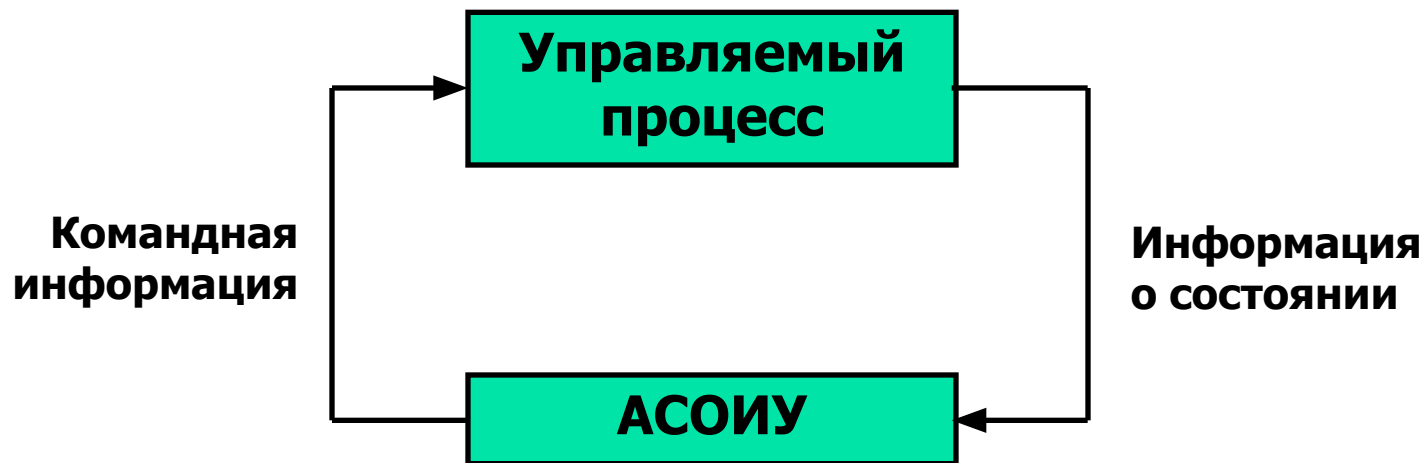 Управляемый
процесс
Командная
информация
Информация
о состоянии
АСОИУ